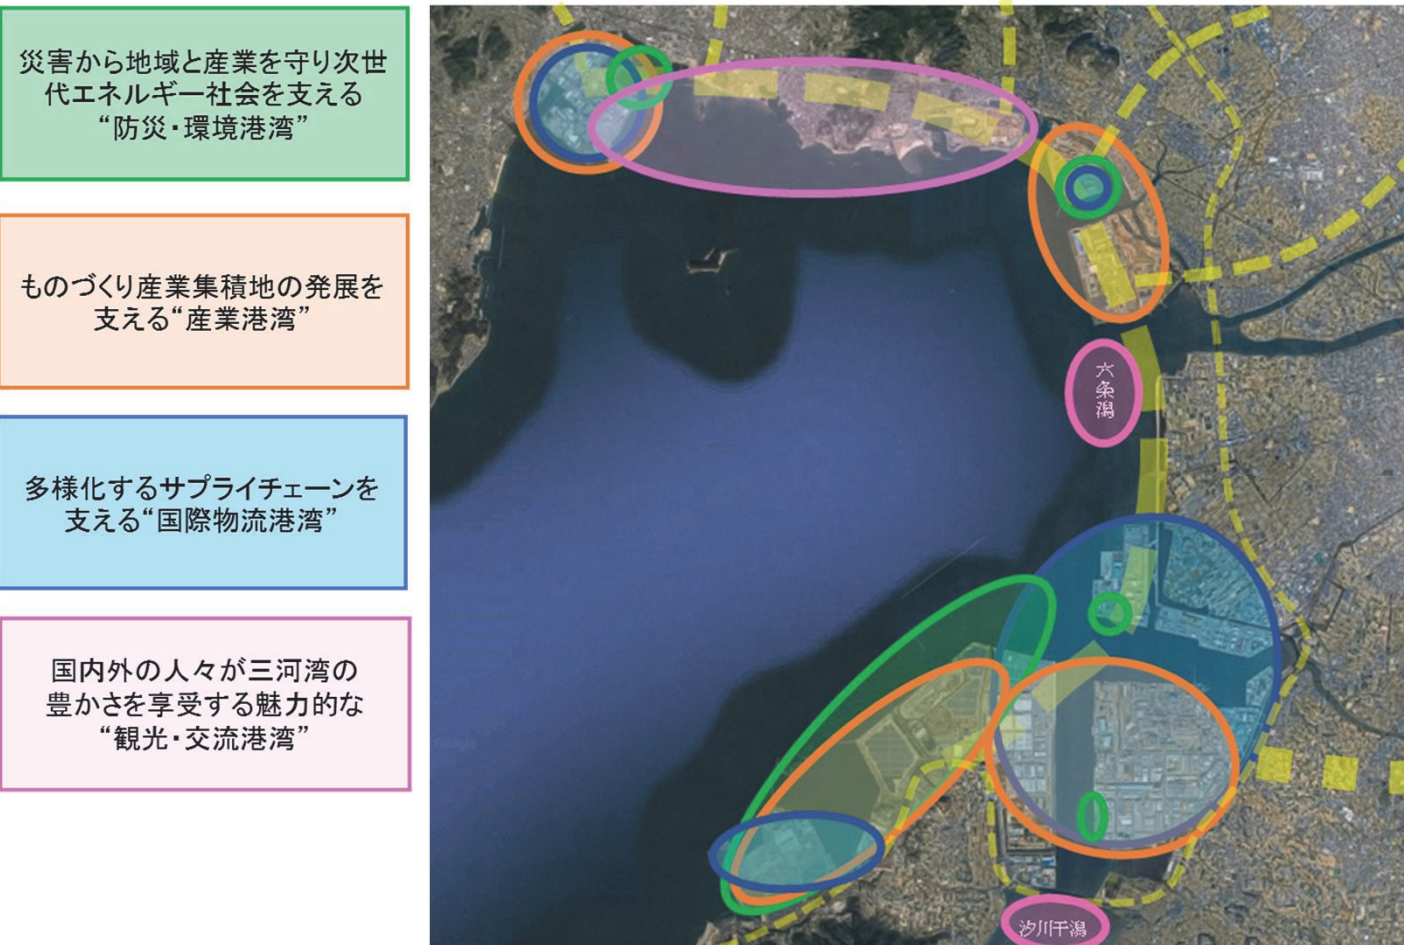 災害から地域と産業を守り次世
代エネルギー社会を支える
“防災・環境港湾”
ものづくり産業集積地の発展を
支える“産業港湾”
多様化するサプライチェーンを
支える“国際物流港湾”
国内外の人々が三河湾の
豊かさを享受する魅力的な
“観光・交流港湾”
六条潟
汐川干潟
Google